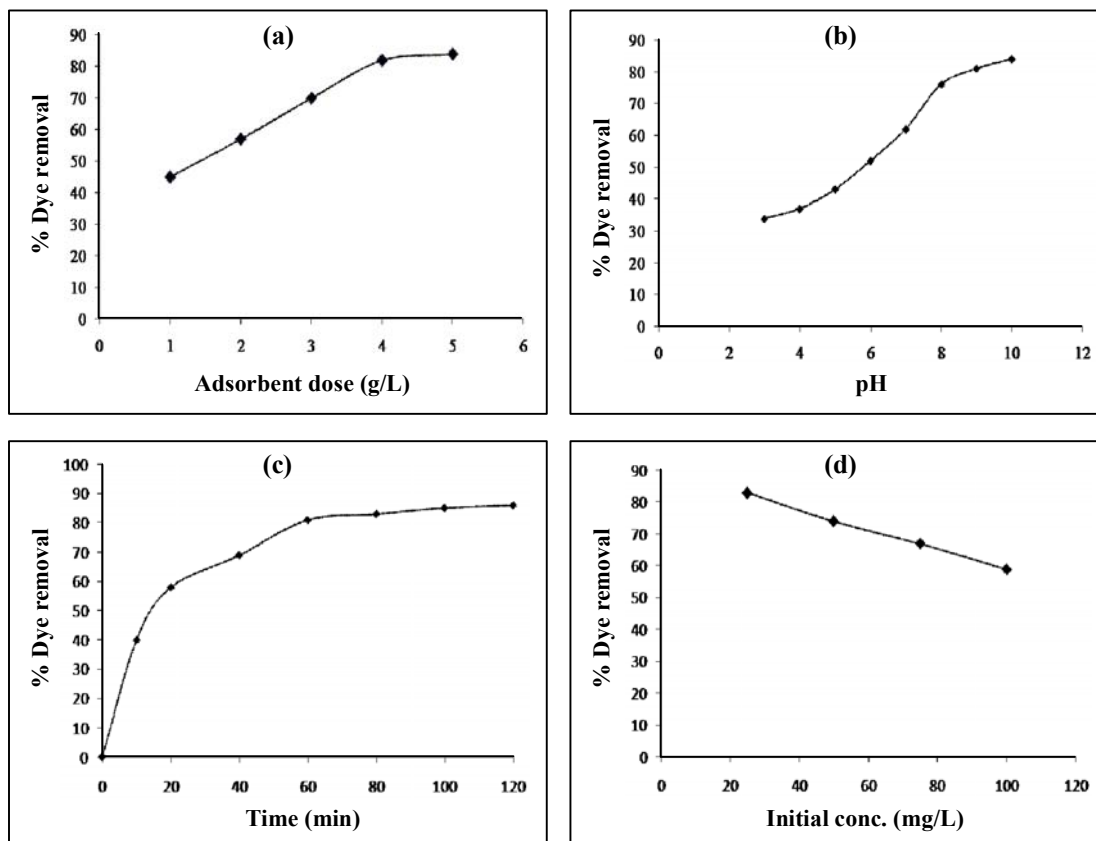 (a)
% Dye removal
90
80
70
60
50
40
30
20
10
0
0 1 2 3 4 5 6
Adsorbent dose (g/L)
(b)
% Dye removal
90
80
70
60
50
40
30
20
10
0
0 2 4 6 8 10 12
pH
(c)
% Dye removal
100
90
80
70
60
50
40
30
20
10
0
0 20 40 60 80 100 120
Time (min)
(d)
% Dye removal
90
80
70
60
50
40
30
20
10
0
0 20 40 60 80 100 120
Initial conc. (mg/L)